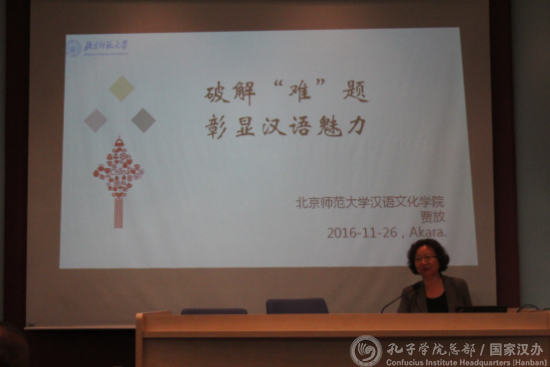 北京师范大学
破解“难”题
彰显汉语魅力
北京师范大学汉语文化学院
贾放
2016-11-26 , Akara.
孔子学院总部 / 国家汉办
Confucius Institute Headquarters (Hanban)